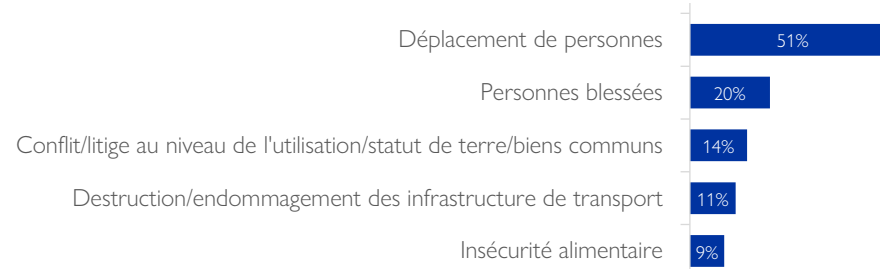 Déplacement de personnes 51%
Personnes blessées 20%
Conflit/litige au niveau de l'utilisation/statut de terre/biens communs 14%
Destruction/endommagement des infrastructure de transport 11%
Insécurité alimentaire 9%